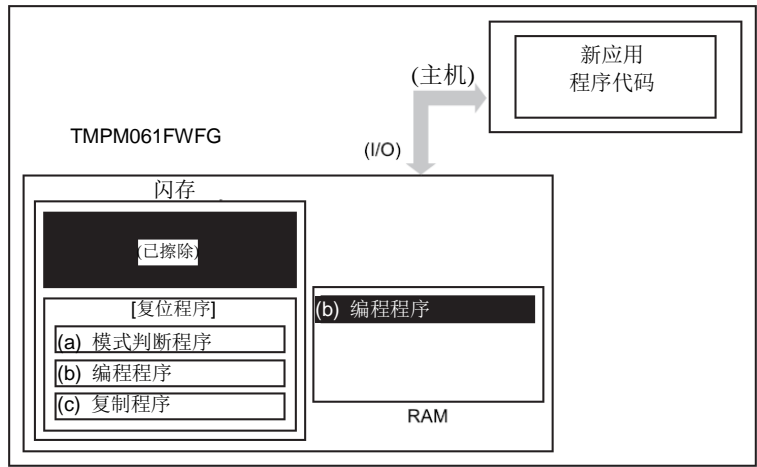 新应用
程序代码
(主机)
TMPM061FWFG
(I/O)
闪存
(已擦除)
[复位程序]
(a) 模式判断程序
(b) 编程程序
(c) 复制程序
(b) 编程程序
RAM